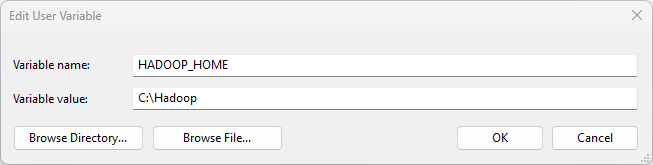 Edit User Variable
Variable name: HADOOP_HOME
Variable value: C:\Hadoop
Browse Directory... Browse File... OK Cancel